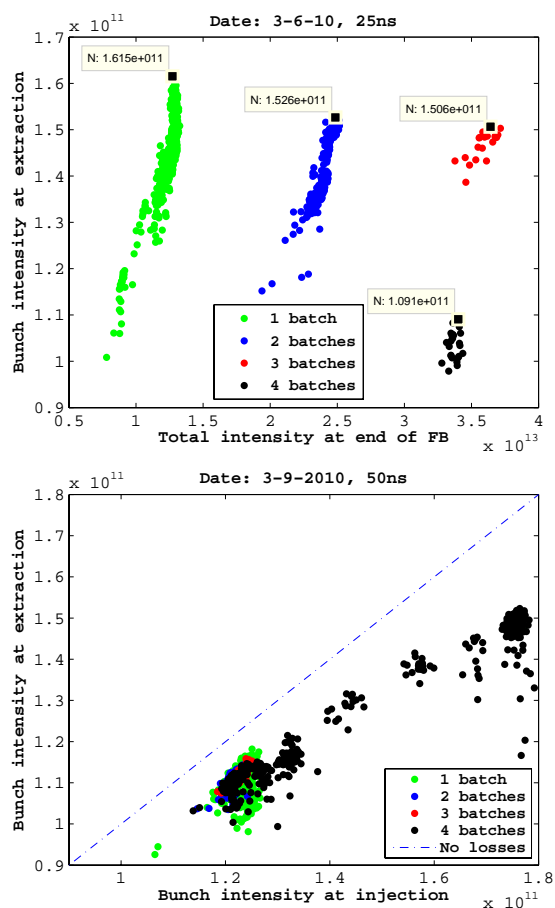 Date: 3-6-10, 25ns
x 10^11
1.7
1.6
1.5
1.4
1.3
1.2
1.1
1
0.9
Bunch intensity at extraction
N: 1.615e+011
N: 1.526e+011
N: 1.506e+011
N: 1.091e+011
1 batch
2 batches
3 batches
4 batches
0.5 1 1.5 2 2.5 3 3.5 4
Total intensity at end of FB
x 10^13
Date: 3-9-2010, 50ns
x 10^11
1.8
1.7
1.6
1.5
1.4
1.3
1.2
1.1
1
0.9
Bunch intensity at extraction
1 batch
2 batches
3 batches
4 batches
No losses
1 1.2 1.4 1.6 1.8
Bunch intensity at injection
x 10^11